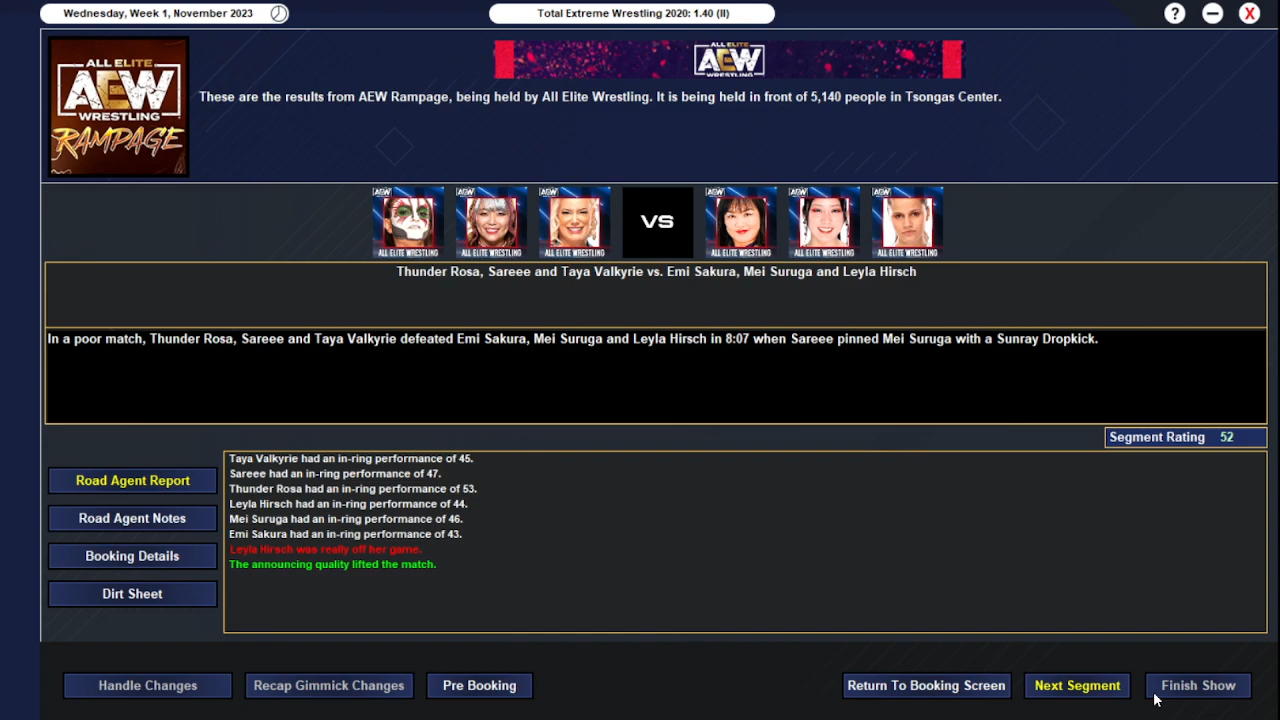 Wednesday, Week 1, November 2023
Total Extreme Wrestling 2020: 1.40 (II)
? X
ALL ELITE
AEW
WRESTLING
RAMPAGE
ALL ELITE
AEW
WRESTLING
These are the results from AEW Rampage, being held by All Elite Wrestling. It is being held in front of 5,140 people in Tsongas Center.
AEW AEW AEW VS AEW AEW AEW
ALL ELITE WRESTLING ALL ELITE WRESTLING ALL ELITE WRESTLING ALL ELITE WRESTLING ALL ELITE WRESTLING ALL ELITE WRESTLING
Thunder Rosa, Sareee and Taya Valkyrie vs. Emi Sakura, Mei Suruga and Leyla Hirsch
In a poor match, Thunder Rosa, Sareee and Taya Valkyrie defeated Emi Sakura, Mei Suruga and Leyla Hirsch in 8:07 when Sareee pinned Mei Suruga with a Sunray Dropkick.
Segment Rating 52
Road Agent Report
Road Agent Notes
Booking Details
Dirt Sheet
Taya Valkyrie had an in-ring performance of 45.
Sareee had an in-ring performance of 47.
Thunder Rosa had an in-ring performance of 53.
Leyla Hirsch had an in-ring performance of 44.
Mei Suruga had an in-ring performance of 46.
Emi Sakura had an in-ring performance of 43.
Leyla Hirsch was really off her game.
The announcing quality lifted the match.
Handle Changes
Recap Gimmick Changes
Pre Booking
Return To Booking Screen
Next Segment
Finish Show